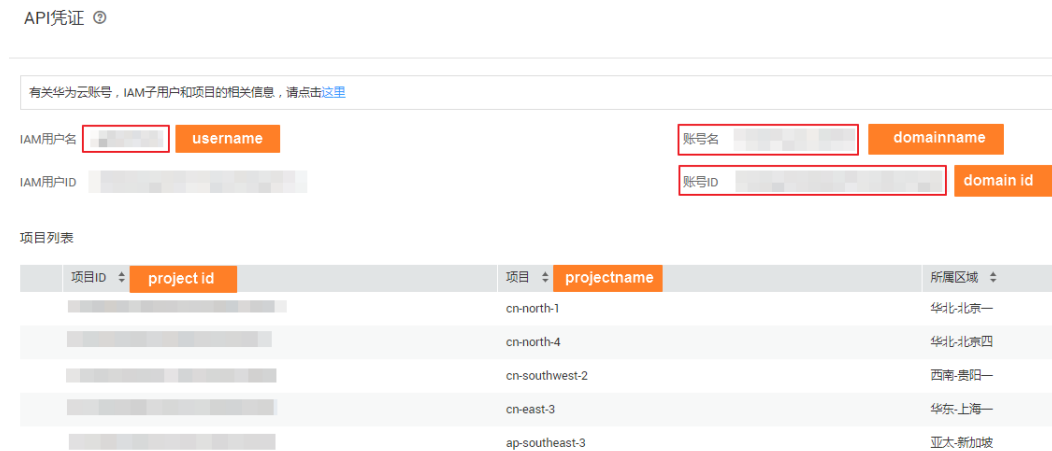 API凭证 ?
有关华为云账号，IAM子用户和项目的相关信息，请点击这里
IAM用户名 username 账号名 domainname
IAM用户ID 账号ID domain id
项目列表
项目ID project id 项目 projectname 所属区域
cn-north-1 华北-北京一
cn-north-4 华北-北京四
cn-southwest-2 西南-贵阳一
cn-east-3 华东-上海一
ap-southeast-3 亚太-新加坡